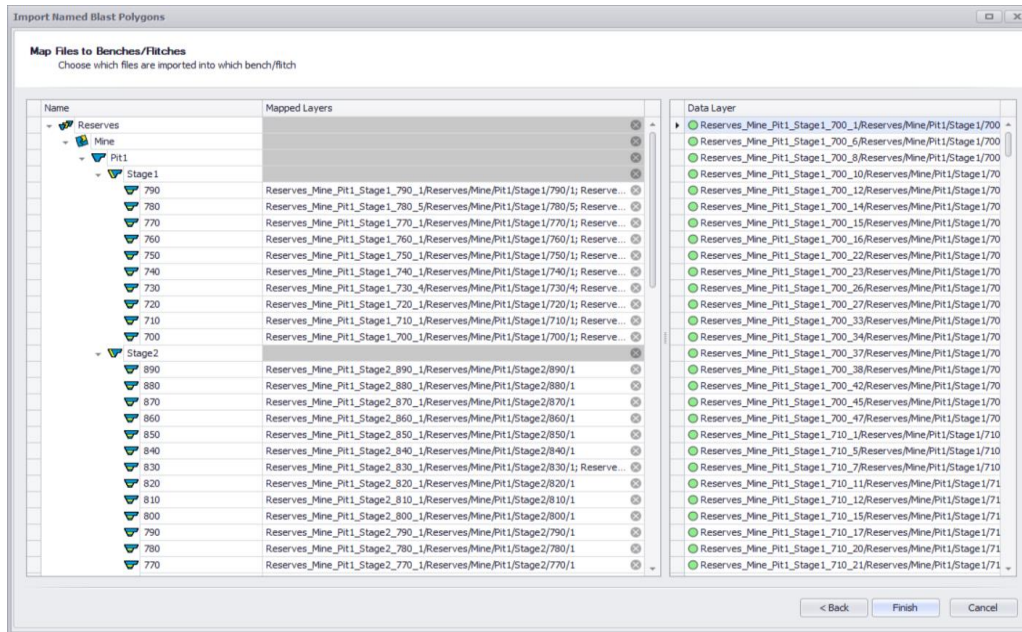 Import Named Blast Polygons
Map Files to Benches/Flitches
Choose which files are imported into which bench/flitch
Name Mapped Layers
Reserves
Mine
Pit1
Stage1
790 Reserves_Mine_Pit1_Stage1_790_1/Reserves/Mine/Pit1/Stage1/790/1; Reserve...
780 Reserves_Mine_Pit1_Stage1_780_5/Reserves/Mine/Pit1/Stage1/780/5; Reserve...
770 Reserves_Mine_Pit1_Stage1_770_1/Reserves/Mine/Pit1/Stage1/770/1; Reserve...
760 Reserves_Mine_Pit1_Stage1_760_1/Reserves/Mine/Pit1/Stage1/760/1; Reserve...
750 Reserves_Mine_Pit1_Stage1_750_1/Reserves/Mine/Pit1/Stage1/750/1; Reserve...
740 Reserves_Mine_Pit1_Stage1_740_1/Reserves/Mine/Pit1/Stage1/740/1; Reserve...
730 Reserves_Mine_Pit1_Stage1_730_4/Reserves/Mine/Pit1/Stage1/730/4; Reserve...
720 Reserves_Mine_Pit1_Stage1_720_1/Reserves/Mine/Pit1/Stage1/720/1; Reserve...
710 Reserves_Mine_Pit1_Stage1_710_1/Reserves/Mine/Pit1/Stage1/710/1; Reserve...
700 Reserves_Mine_Pit1_Stage1_700_1/Reserves/Mine/Pit1/Stage1/700/1; Reserve...
Stage2
890 Reserves_Mine_Pit1_Stage2_890_1/Reserves/Mine/Pit1/Stage2/890/1
880 Reserves_Mine_Pit1_Stage2_880_1/Reserves/Mine/Pit1/Stage2/880/1
870 Reserves_Mine_Pit1_Stage2_870_1/Reserves/Mine/Pit1/Stage2/870/1
860 Reserves_Mine_Pit1_Stage2_860_1/Reserves/Mine/Pit1/Stage2/860/1
850 Reserves_Mine_Pit1_Stage2_850_1/Reserves/Mine/Pit1/Stage2/850/1
840 Reserves_Mine_Pit1_Stage2_840_1/Reserves/Mine/Pit1/Stage2/840/1
830 Reserves_Mine_Pit1_Stage2_830_1/Reserves/Mine/Pit1/Stage2/830/1; Reserve...
820 Reserves_Mine_Pit1_Stage2_820_1/Reserves/Mine/Pit1/Stage2/820/1
810 Reserves_Mine_Pit1_Stage2_810_1/Reserves/Mine/Pit1/Stage2/810/1
800 Reserves_Mine_Pit1_Stage2_800_1/Reserves/Mine/Pit1/Stage2/800/1
790 Reserves_Mine_Pit1_Stage2_790_1/Reserves/Mine/Pit1/Stage2/790/1
780 Reserves_Mine_Pit1_Stage2_780_1/Reserves/Mine/Pit1/Stage2/780/1
770 Reserves_Mine_Pit1_Stage2_770_1/Reserves/Mine/Pit1/Stage2/770/1
Data Layer
Reserves_Mine_Pit1_Stage1_700_1/Reserves/Mine/Pit1/Stage1/700
Reserves_Mine_Pit1_Stage1_700_6/Reserves/Mine/Pit1/Stage1/700
Reserves_Mine_Pit1_Stage1_700_8/Reserves/Mine/Pit1/Stage1/700
Reserves_Mine_Pit1_Stage1_700_10/Reserves/Mine/Pit1/Stage1/70
Reserves_Mine_Pit1_Stage1_700_12/Reserves/Mine/Pit1/Stage1/70
Reserves_Mine_Pit1_Stage1_700_14/Reserves/Mine/Pit1/Stage1/70
Reserves_Mine_Pit1_Stage1_700_15/Reserves/Mine/Pit1/Stage1/70
Reserves_Mine_Pit1_Stage1_700_16/Reserves/Mine/Pit1/Stage1/70
Reserves_Mine_Pit1_Stage1_700_22/Reserves/Mine/Pit1/Stage1/70
Reserves_Mine_Pit1_Stage1_700_23/Reserves/Mine/Pit1/Stage1/70
Reserves_Mine_Pit1_Stage1_700_26/Reserves/Mine/Pit1/Stage1/70
Reserves_Mine_Pit1_Stage1_700_27/Reserves/Mine/Pit1/Stage1/70
Reserves_Mine_Pit1_Stage1_700_33/Reserves/Mine/Pit1/Stage1/70
Reserves_Mine_Pit1_Stage1_700_34/Reserves/Mine/Pit1/Stage1/70
Reserves_Mine_Pit1_Stage1_700_37/Reserves/Mine/Pit1/Stage1/70
Reserves_Mine_Pit1_Stage1_700_38/Reserves/Mine/Pit1/Stage1/70
Reserves_Mine_Pit1_Stage1_700_42/Reserves/Mine/Pit1/Stage1/70
Reserves_Mine_Pit1_Stage1_700_45/Reserves/Mine/Pit1/Stage1/70
Reserves_Mine_Pit1_Stage1_700_47/Reserves/Mine/Pit1/Stage1/70
Reserves_Mine_Pit1_Stage1_710_1/Reserves/Mine/Pit1/Stage1/710
Reserves_Mine_Pit1_Stage1_710_5/Reserves/Mine/Pit1/Stage1/710
Reserves_Mine_Pit1_Stage1_710_7/Reserves/Mine/Pit1/Stage1/710
Reserves_Mine_Pit1_Stage1_710_11/Reserves/Mine/Pit1/Stage1/71
Reserves_Mine_Pit1_Stage1_710_12/Reserves/Mine/Pit1/Stage1/71
Reserves_Mine_Pit1_Stage1_710_15/Reserves/Mine/Pit1/Stage1/71
Reserves_Mine_Pit1_Stage1_710_17/Reserves/Mine/Pit1/Stage1/71
Reserves_Mine_Pit1_Stage1_710_20/Reserves/Mine/Pit1/Stage1/71
Reserves_Mine_Pit1_Stage1_710_21/Reserves/Mine/Pit1/Stage1/71
< Back Finish Cancel